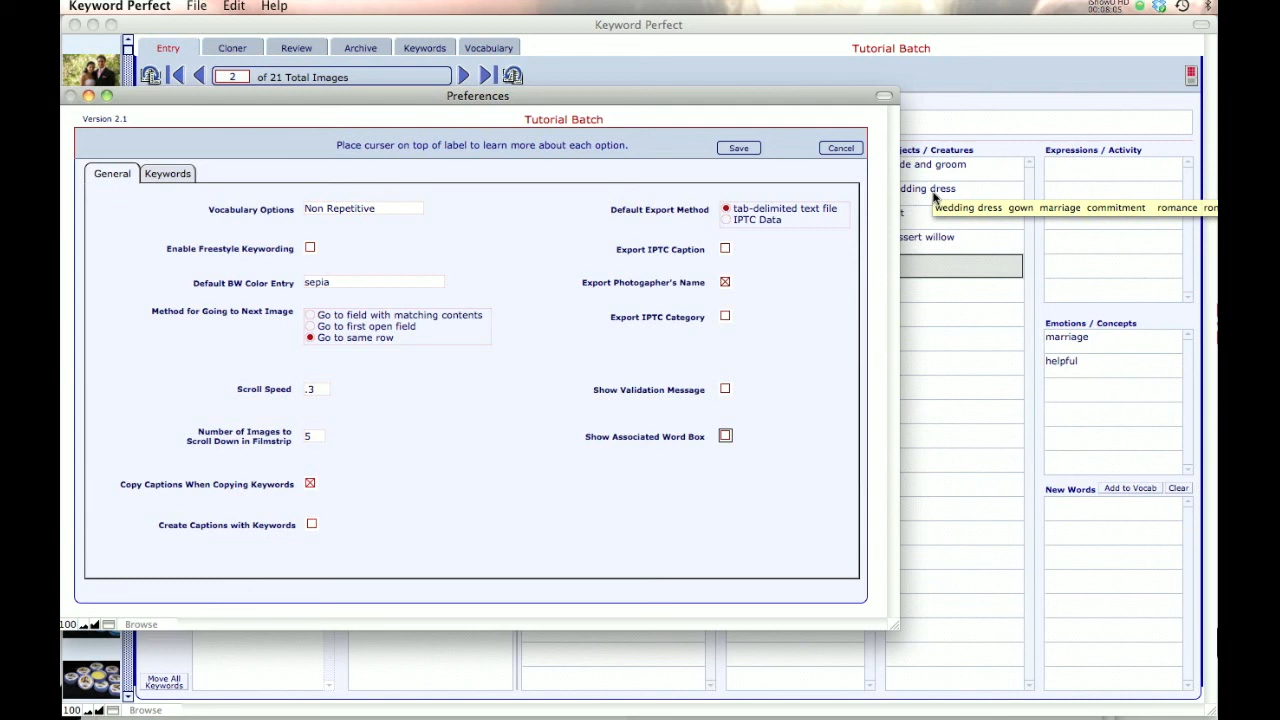 Keyword Perfect File Edit Help
iShowU HD
00:08:05
Keyword Perfect
Entry Cloner Review Archive Keywords Vocabulary Tutorial Batch
2 of 21 Total Images
Preferences
Version 2.1 Tutorial Batch
Place curser on top of label to learn more about each option. Save Cancel
General Keywords
Vocabulary Options Non Repetitive
Enable Freestyle Keywording
Default BW Color Entry sepia
Method for Going to Next Image
Go to field with matching contents
Go to first open field
Go to same row
Scroll Speed .3
Number of Images to
Scroll Down in Filmstrip 5
Copy Captions When Copying Keywords
Create Captions with Keywords
Default Export Method
tab-delimited text file
IPTC Data
Export IPTC Caption
Export Photogapher's Name
Export IPTC Category
Show Validation Message
Show Associated Word Box
100 Browse
jects / Creatures
de and groom
dding dress
wedding dress gown marriage commitment romance ron
t
ssert willow
Expressions / Activity
Emotions / Concepts
marriage
helpful
New Words Add to Vocab Clear
Move All
Keywords
100 Browse